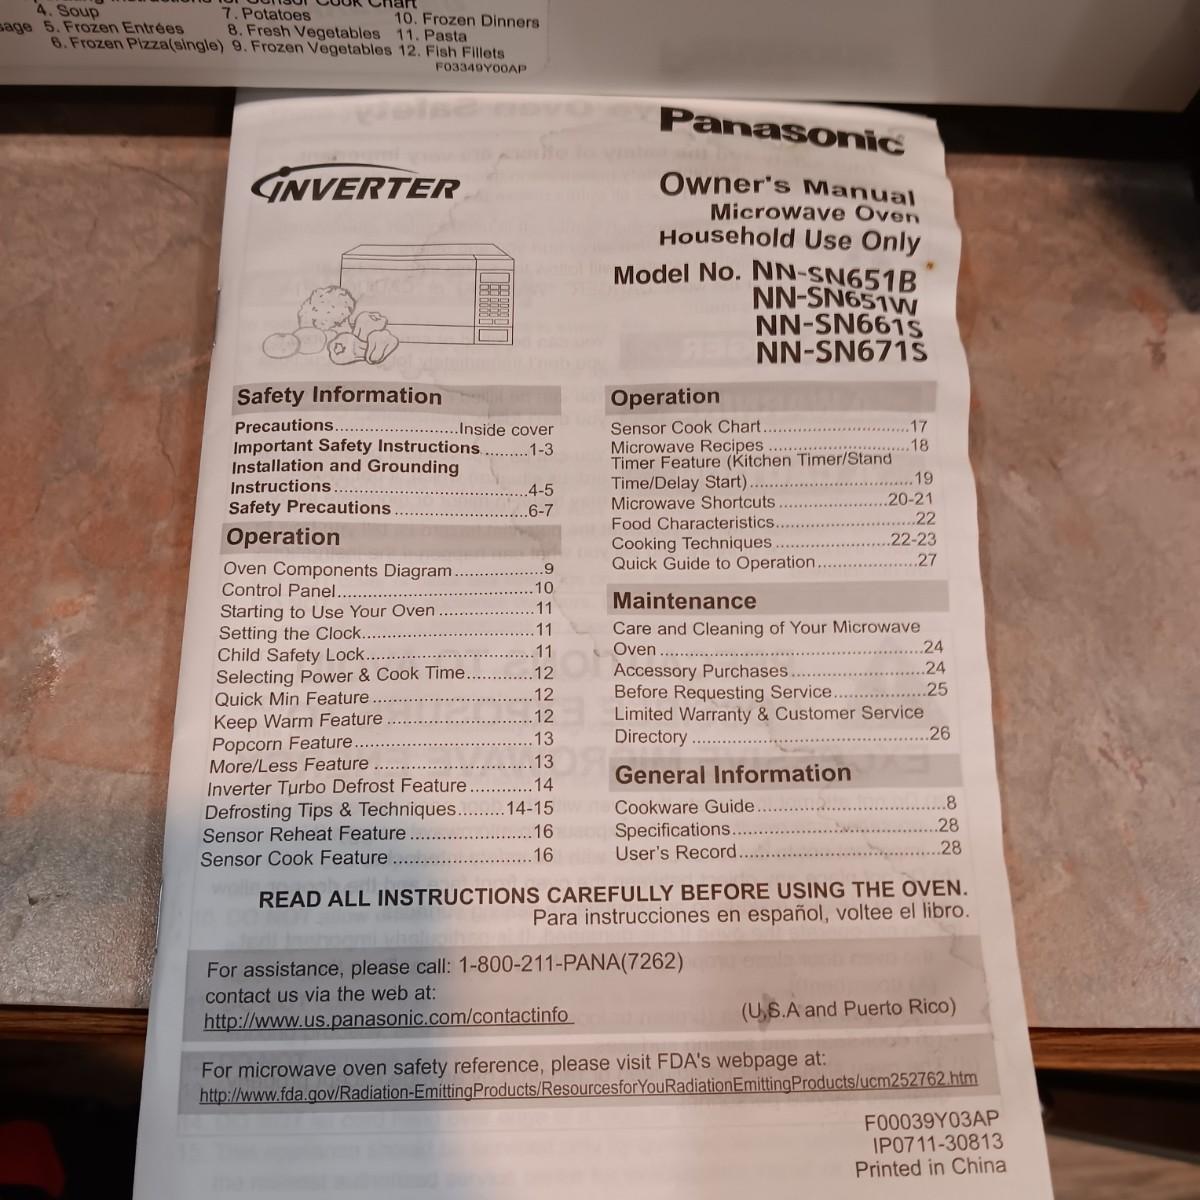 Operating Instructions for Sensor Cook Chart
4. Soup 7. Potatoes 10. Frozen Dinners
5. Frozen Entrées 8. Fresh Vegetables 11. Pasta
6. Frozen Pizza(single) 9. Frozen Vegetables 12. Fish Fillets
F03349Y00AP
Panasonic
INVERTER
Owner's Manual
Microwave Oven
Household Use Only
Model No. NN-SN651B
NN-SN651W
NN-SN661S
NN-SN671S
Safety Information
Precautions........................Inside cover
Important Safety Instructions.........1-3
Installation and Grounding
Instructions....................................4-5
Safety Precautions.........................6-7
Operation
Oven Components Diagram................9
Control Panel....................................10
Starting to Use Your Oven.................11
Setting the Clock................................11
Child Safety Lock...............................11
Selecting Power & Cook Time............12
Quick Min Feature.............................12
Keep Warm Feature..........................12
Popcorn Feature................................13
More/Less Feature............................13
Inverter Turbo Defrost Feature...........14
Defrosting Tips & Techniques.........14-15
Sensor Reheat Feature.....................16
Sensor Cook Feature........................16
Operation
Sensor Cook Chart...........................17
Microwave Recipes..........................18
Timer Feature (Kitchen Timer/Stand
Time/Delay Start)..............................19
Microwave Shortcuts....................20-21
Food Characteristics.........................22
Cooking Techniques.....................22-23
Quick Guide to Operation..................27
Maintenance
Care and Cleaning of Your Microwave
Oven.................................................24
Accessory Purchases........................24
Before Requesting Service................25
Limited Warranty & Customer Service
Directory...........................................26
General Information
Cookware Guide.................................8
Specifications....................................28
User's Record....................................28
READ ALL INSTRUCTIONS CAREFULLY BEFORE USING THE OVEN.
Para instrucciones en español, voltee el libro.
For assistance, please call: 1-800-211-PANA(7262)
contact us via the web at:
http://www.us.panasonic.com/contactinfo (U.S.A and Puerto Rico)
For microwave oven safety reference, please visit FDA's webpage at:
http://www.fda.gov/Radiation-EmittingProducts/ResourcesforYouRadiationEmittingProducts/ucm252762.htm
F00039Y03AP
IP0711-30813
Printed in China